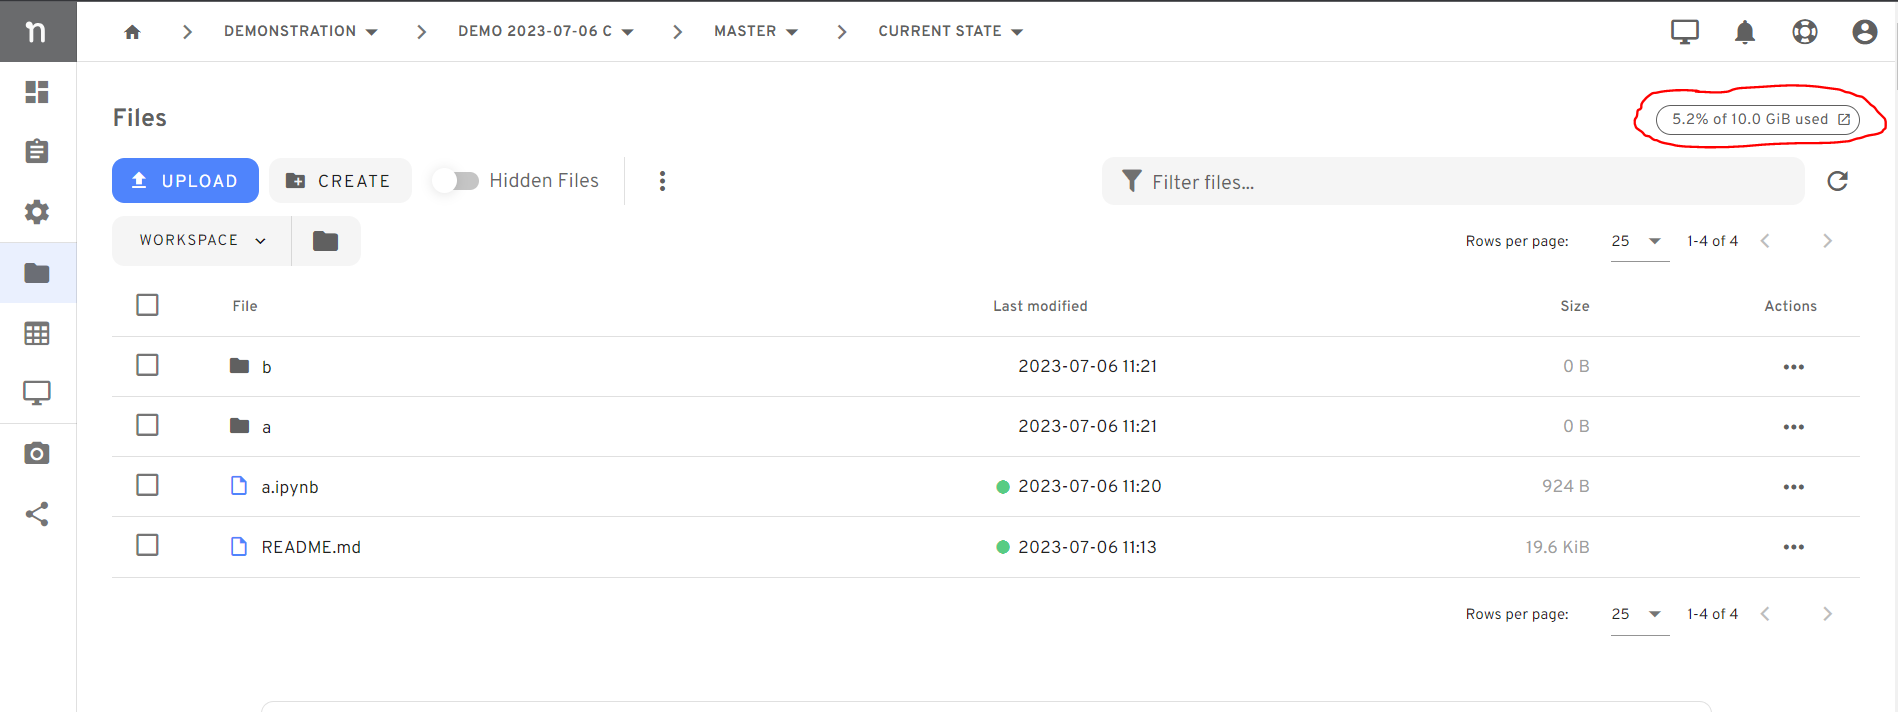 n
DEMONSTRATION
DEMO 2023-07-06 C
MASTER
CURRENT STATE
Files
5.2% of 10.0 GiB used
UPLOAD
CREATE
Hidden Files
Filter files...
WORKSPACE
Rows per page:
25
1-4 of 4
File
Last modified
Size
Actions
b
2023-07-06 11:21
0 B
a
2023-07-06 11:21
0 B
a.ipynb
2023-07-06 11:20
924 B
README.md
2023-07-06 11:13
19.6 KiB
Rows per page:
25
1-4 of 4